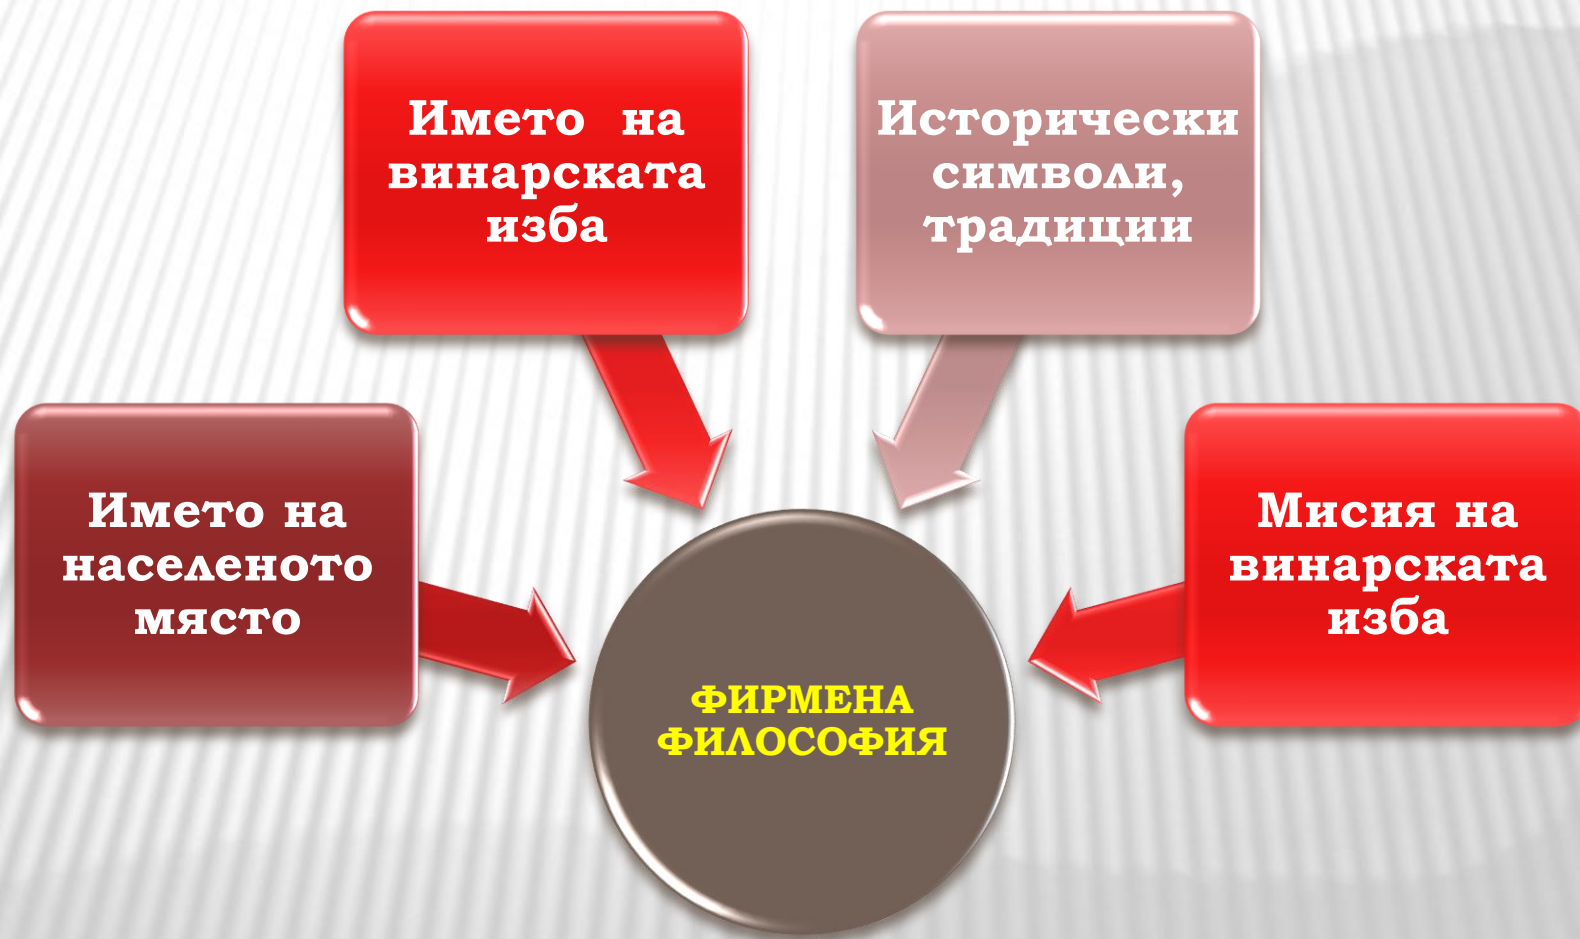 Името на
винарската
изба
Исторически
символи,
традиции
Името на
населеното
място
Мисия на
винарската
изба
ФИРМЕНА
ФИЛОСОФИЯ